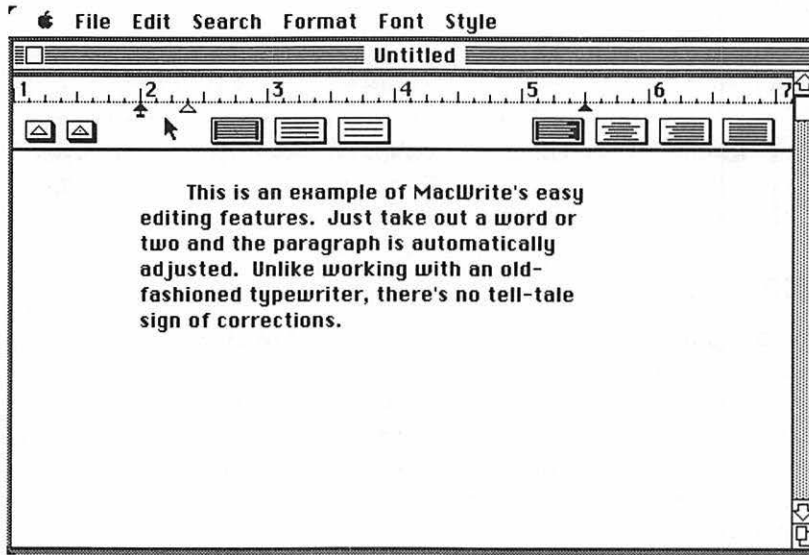 File Edit Search Format Font Style
Untitled
1 2 3 4 5 6 7
This is an example of MacWrite's easy
editing features. Just take out a word or
two and the paragraph is automatically
adjusted. Unlike working with an old-
fashioned typewriter, there's no tell-tale
sign of corrections.